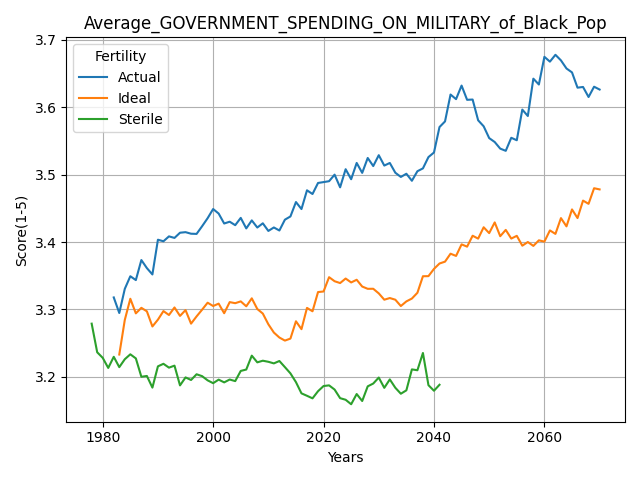 Average_GOVERNMENT_SPENDING_ON_MILITARY_of_Black_Pop
3.7
3.6
3.5
3.4
3.3
3.2
Score(1-5)
Fertility
Actual
Ideal
Sterile
1980 2000 2020 2040 2060
Years